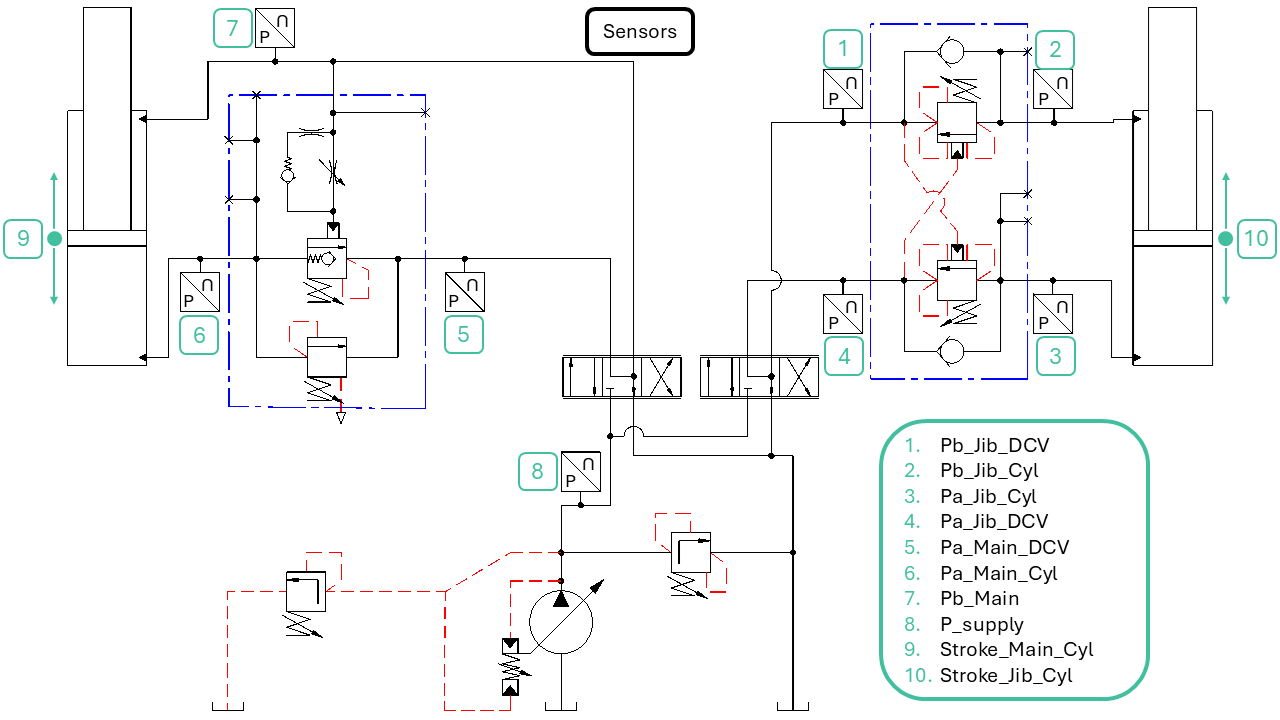 7
P
Sensors
1
2
P
P
9
10
6
P
P
5
P
P
4
3
8
P
1. Pb_Jib_DCV
2. Pb_Jib_Cyl
3. Pa_Jib_Cyl
4. Pa_Jib_DCV
5. Pa_Main_DCV
6. Pa_Main_Cyl
7. Pb_Main
8. P_supply
9. Stroke_Main_Cyl
10. Stroke_Jib_Cyl